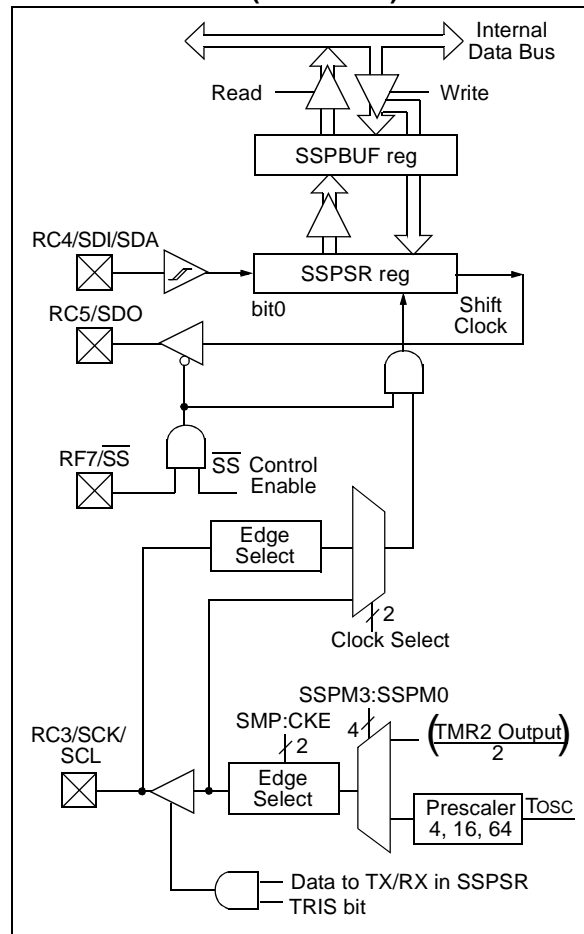 Internal
Data Bus
Read
Write
SSPBUF reg
RC4/SDI/SDA
SSPSR reg
bit0
Shift
Clock
RC5/SDO
RF7/SS
SS Control
Enable
Edge
Select
2
Clock Select
SSPM3:SSPM0
SMP:CKE
4
(TMR2 Output)
2
2
RC3/SCK/
SCL
Edge
Select
Prescaler
4, 16, 64
TOSC
Data to TX/RX in SSPSR
TRIS bit